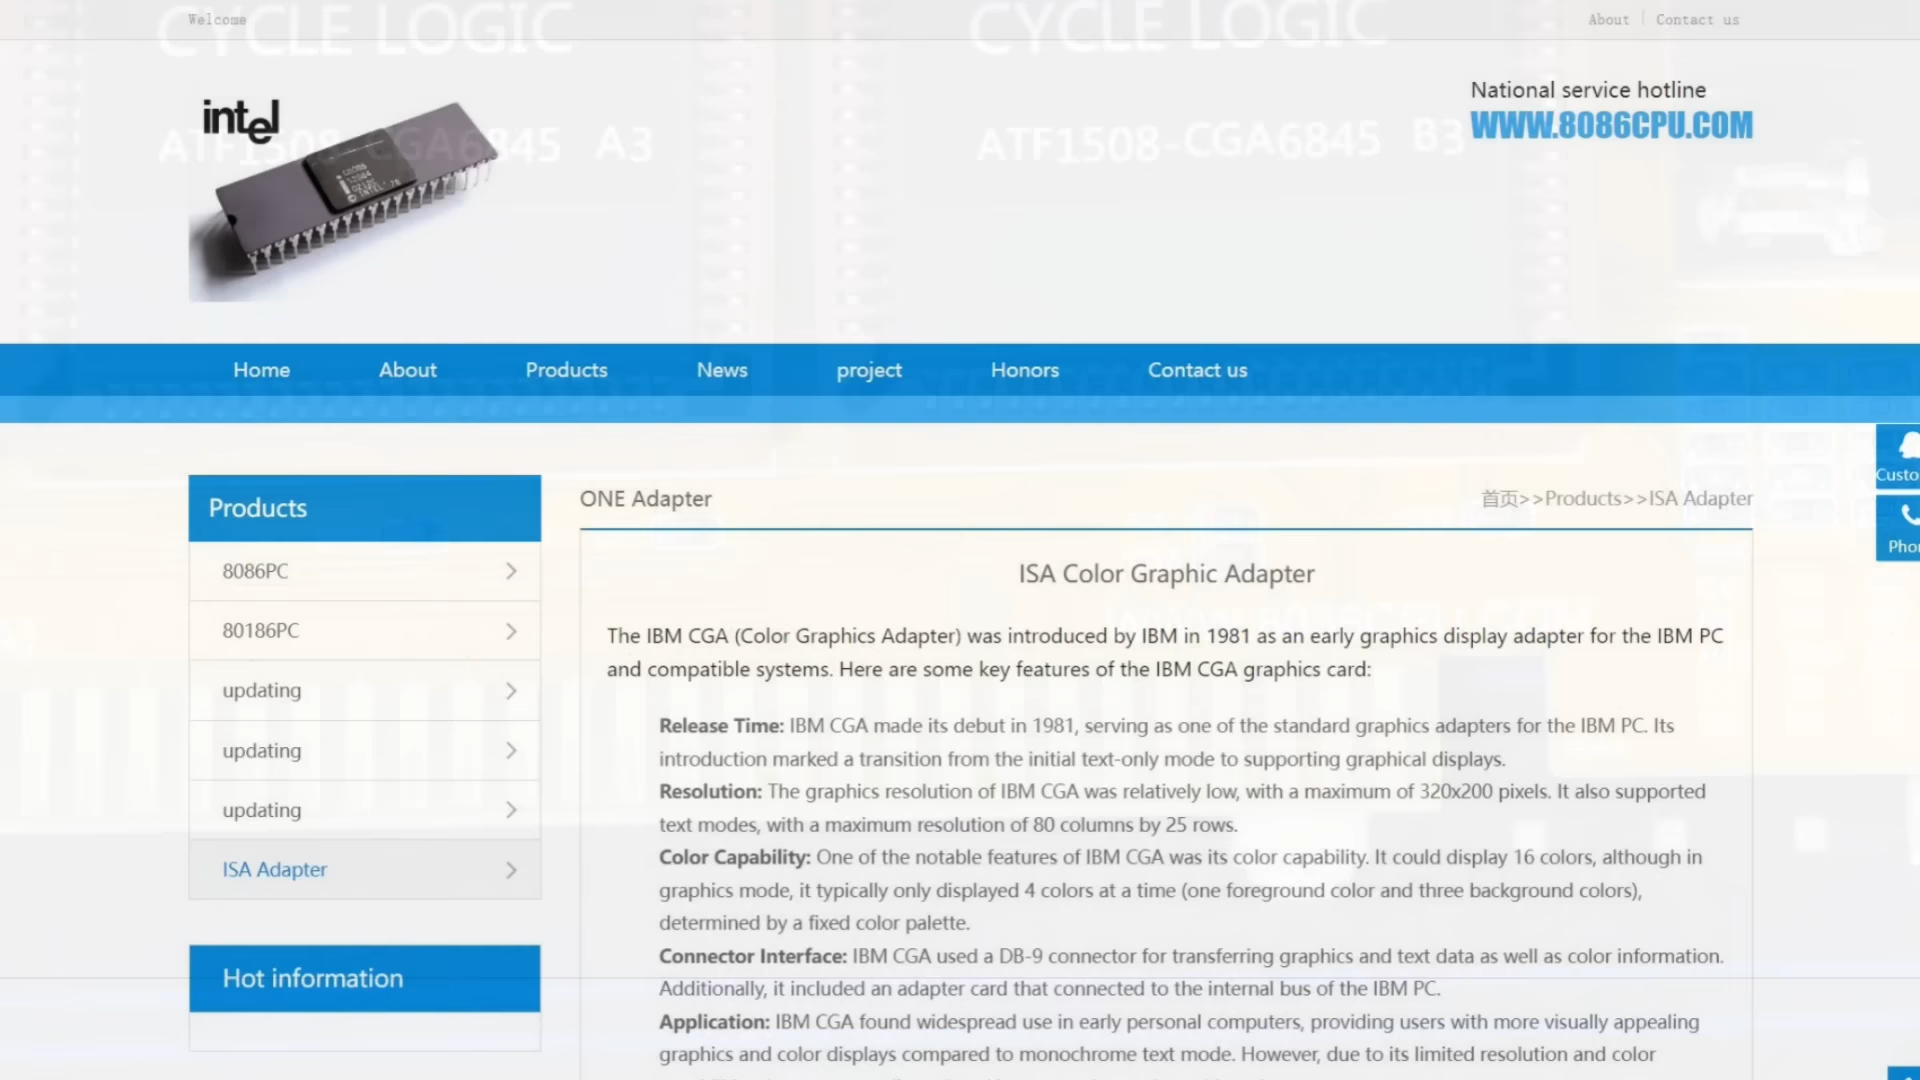 Welcome
About | Contact us
CYCLE LOGIC
CYCLE LOGIC
ATF1508-CGA6845 A3
ATF1508-CGA6845 B3
intel
National service hotline
WWW.8086CPU.COM
Home About Products News project Honors Contact us
Custo
Phon
Products
8086PC
80186PC
updating
updating
updating
ISA Adapter
Hot information
ONE Adapter
首页>>Products>>ISA Adapter
ISA Color Graphic Adapter
The IBM CGA (Color Graphics Adapter) was introduced by IBM in 1981 as an early graphics display adapter for the IBM PC
and compatible systems. Here are some key features of the IBM CGA graphics card:
Release Time: IBM CGA made its debut in 1981, serving as one of the standard graphics adapters for the IBM PC. Its
introduction marked a transition from the initial text-only mode to supporting graphical displays.
Resolution: The graphics resolution of IBM CGA was relatively low, with a maximum of 320x200 pixels. It also supported
text modes, with a maximum resolution of 80 columns by 25 rows.
Color Capability: One of the notable features of IBM CGA was its color capability. It could display 16 colors, although in
graphics mode, it typically only displayed 4 colors at a time (one foreground color and three background colors),
determined by a fixed color palette.
Connector Interface: IBM CGA used a DB-9 connector for transferring graphics and text data as well as color information.
Additionally, it included an adapter card that connected to the internal bus of the IBM PC.
Application: IBM CGA found widespread use in early personal computers, providing users with more visually appealing
graphics and color displays compared to monochrome text mode. However, due to its limited resolution and color